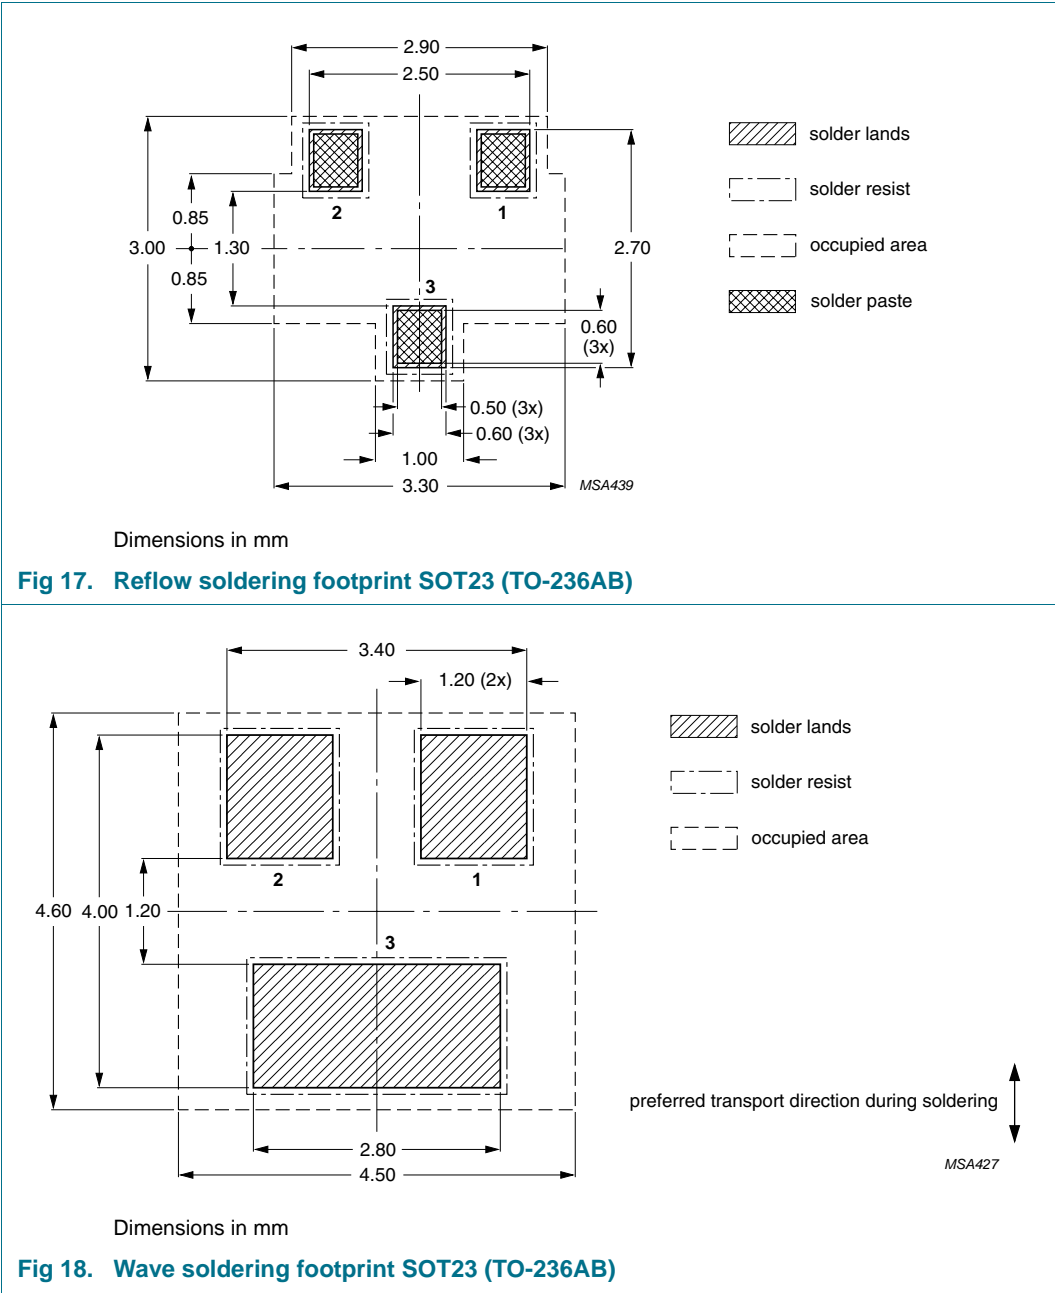 2.90
2.50
solder lands
solder resist
2
1
0.85
3.00
1.30
2.70
occupied area
0.85
3
solder paste
0.60
(3x)
0.50 (3x)
0.60 (3x)
1.00
3.30
MSA439
Dimensions in mm
Fig 17. Reflow soldering footprint SOT23 (TO-236AB)
3.40
1.20 (2x)
solder lands
solder resist
occupied area
2
1
4.60
4.00
1.20
3
preferred transport direction during soldering
2.80
4.50
MSA427
Dimensions in mm
Fig 18. Wave soldering footprint SOT23 (TO-236AB)